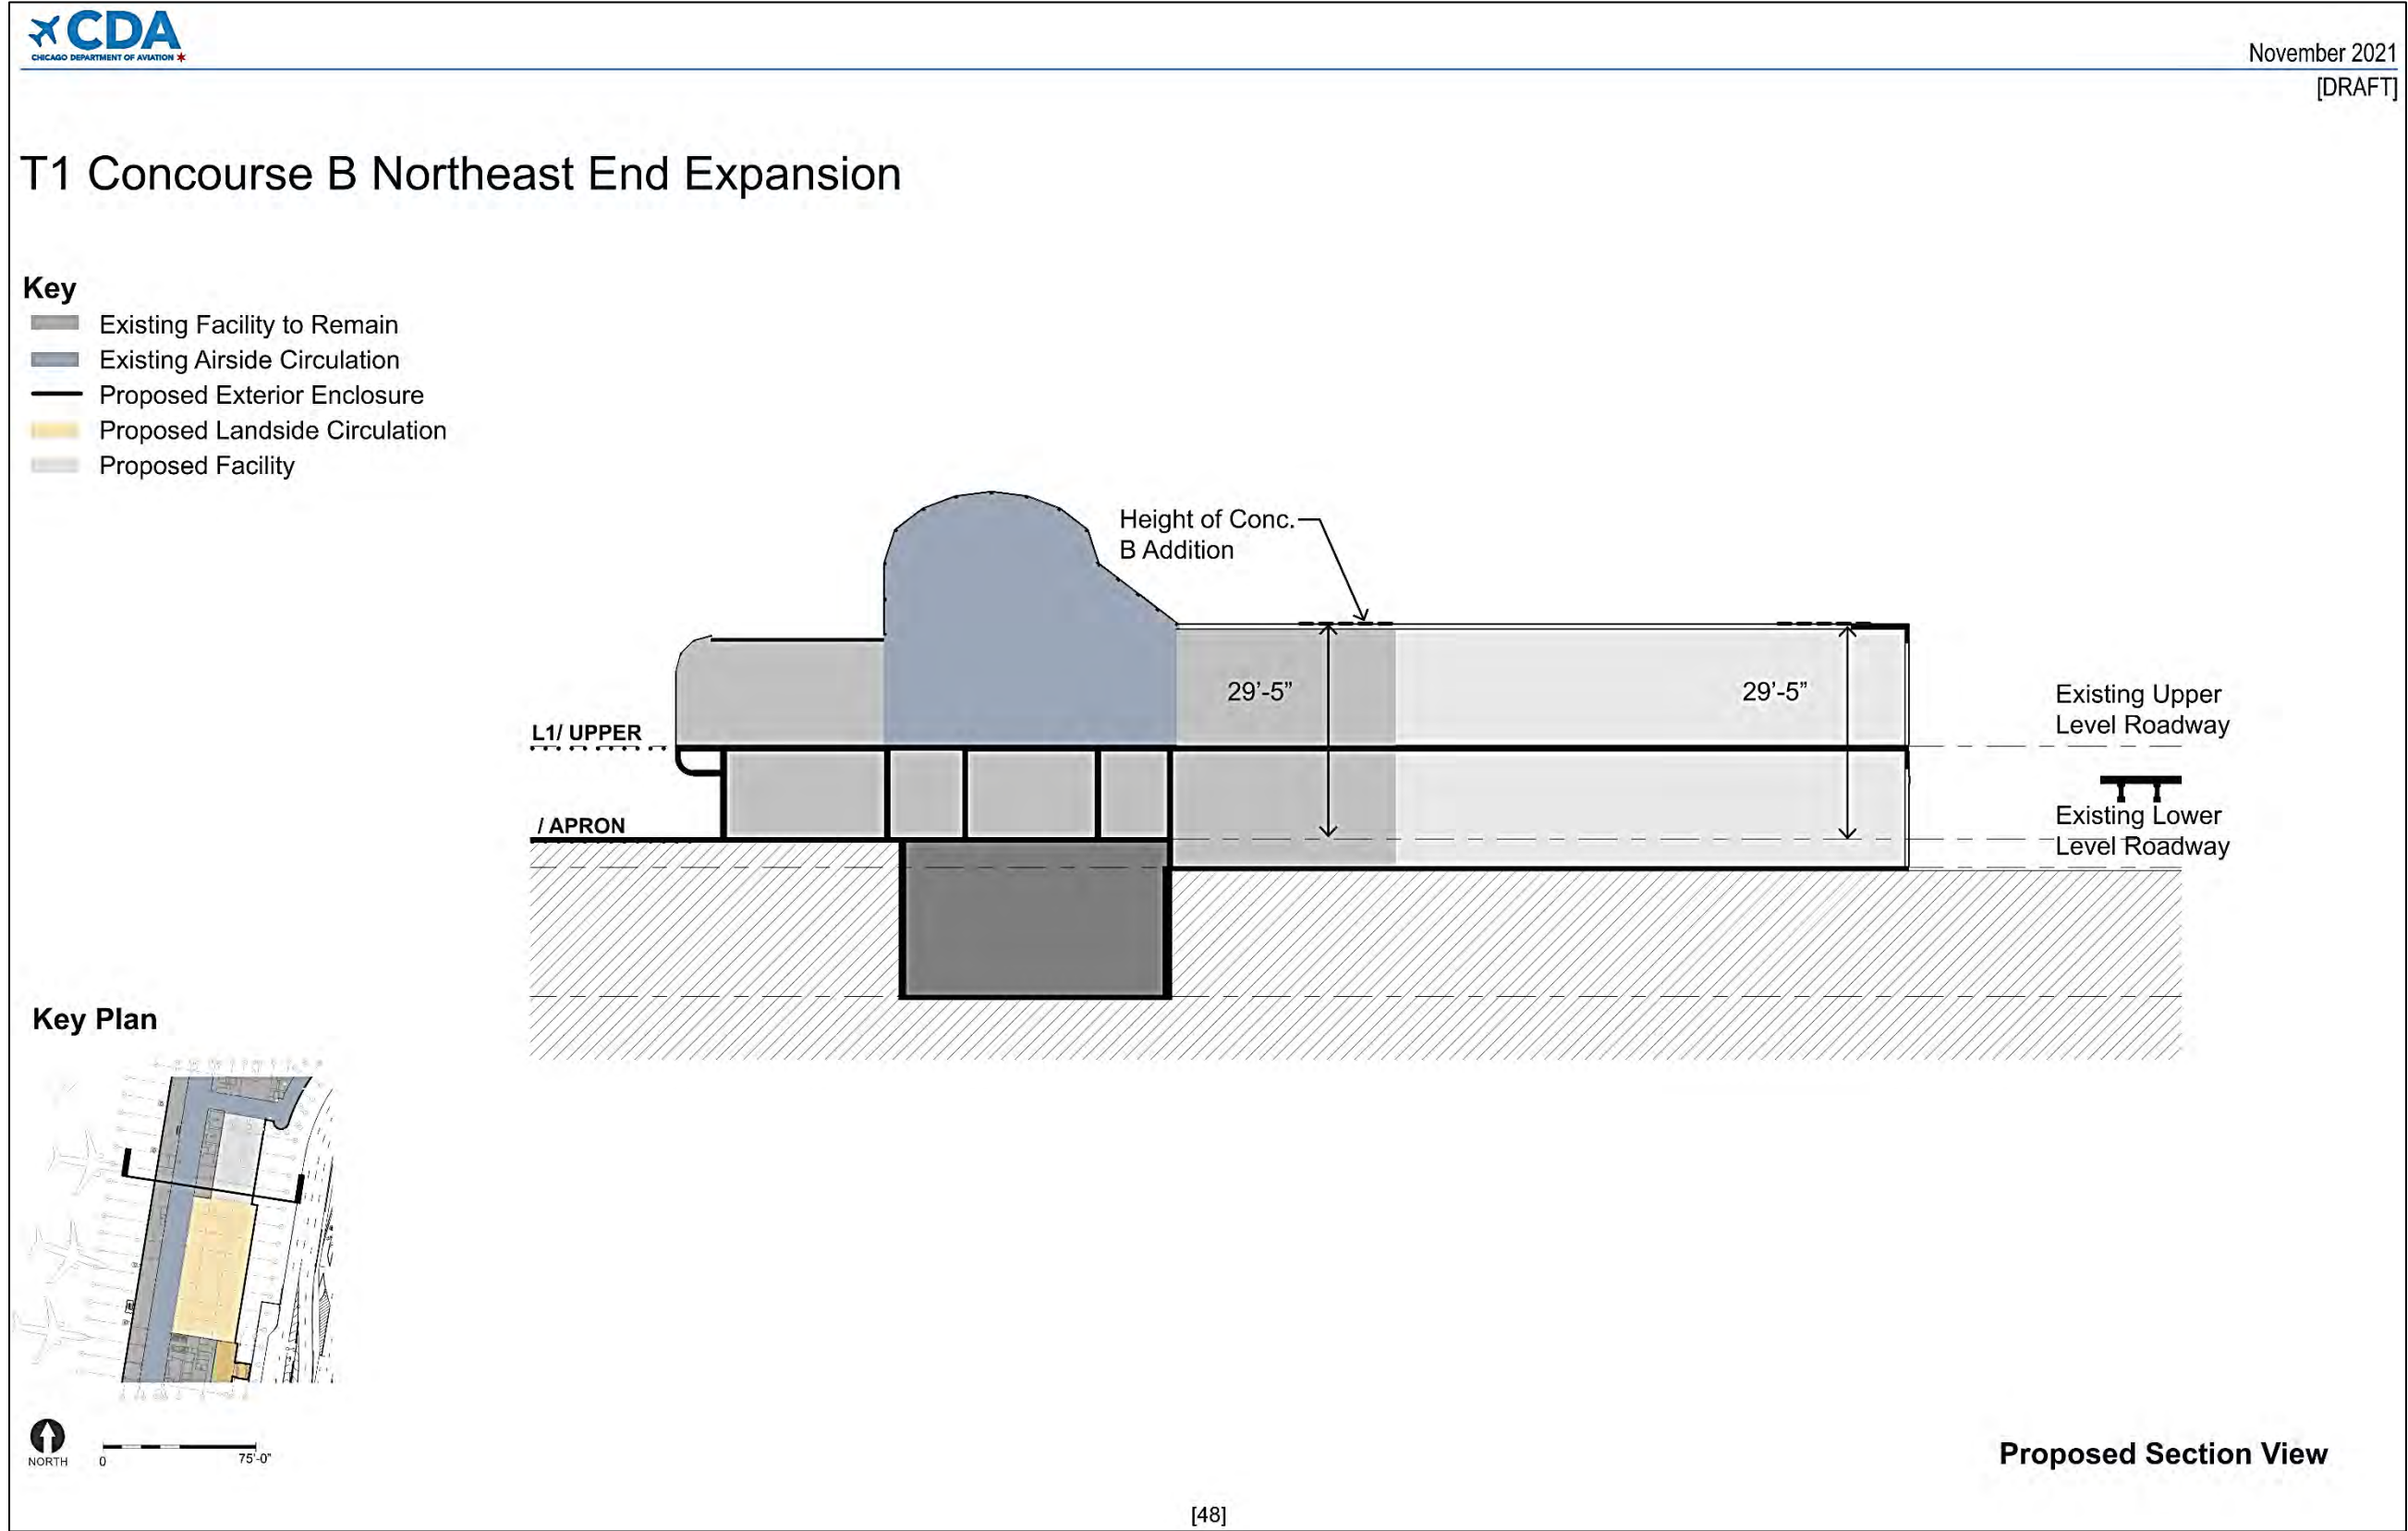 CDA
CHICAGO DEPARTMENT OF AVIATION
November 2021
[DRAFT]
T1 Concourse B Northeast End Expansion
Key
Existing Facility to Remain
Existing Airside Circulation
Proposed Exterior Enclosure
Proposed Landside Circulation
Proposed Facility
Height of Conc.
B Addition
29'-5”
29'-5”
Existing Upper
Level Roadway
L1/ UPPER
/ APRON
Existing Lower
Level Roadway
Key Plan
NORTH
0
75'-0"
Proposed Section View
[48]